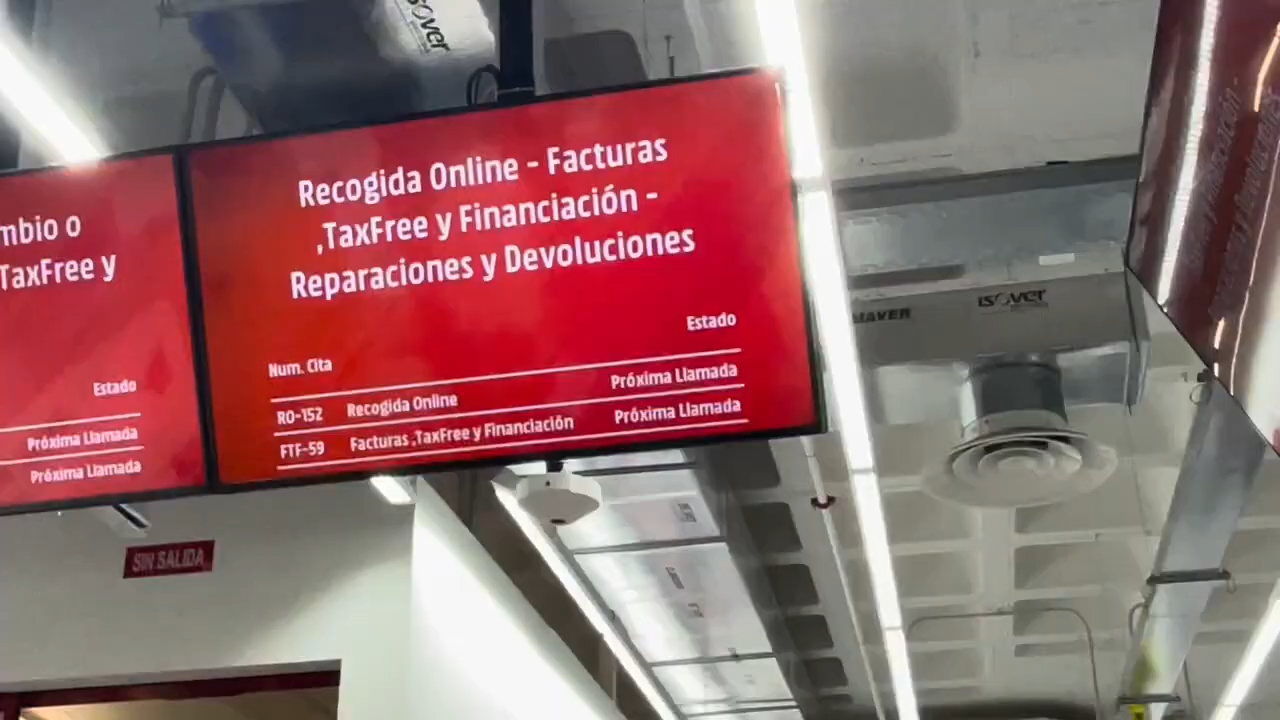 isover
mbio o
TaxFree y
Estado
Próxima Llamada
Próxima Llamada
Recogida Online - Facturas
,TaxFree y Financiación -
Reparaciones y Devoluciones
Num. Cita Estado
RO-152 Recogida Online Próxima Llamada
FTF-59 Facturas ,TaxFree y Financiación Próxima Llamada
isover
SIN SALIDA